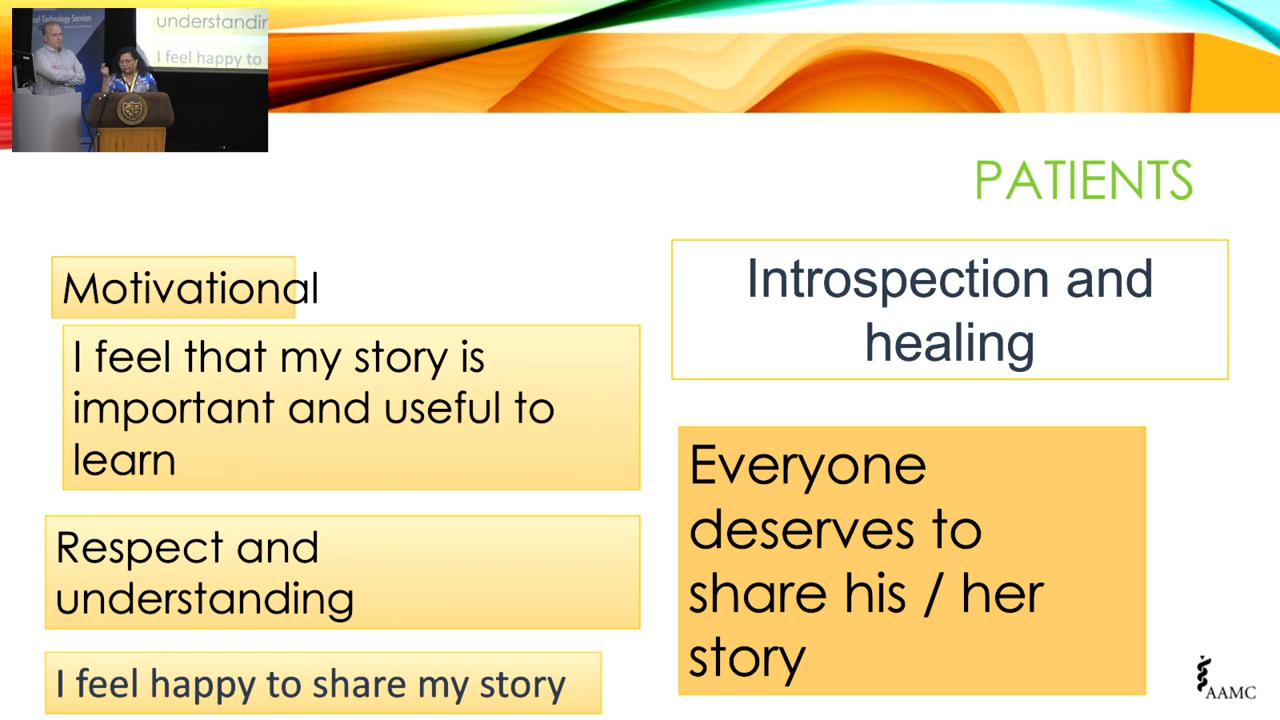 understandin
I feel happy to
PATIENTS
Motivational
I feel that my story is
important and useful to
learn
Respect and
understanding
I feel happy to share my story
Introspection and
healing
Everyone
deserves to
share his / her
story
AAMC